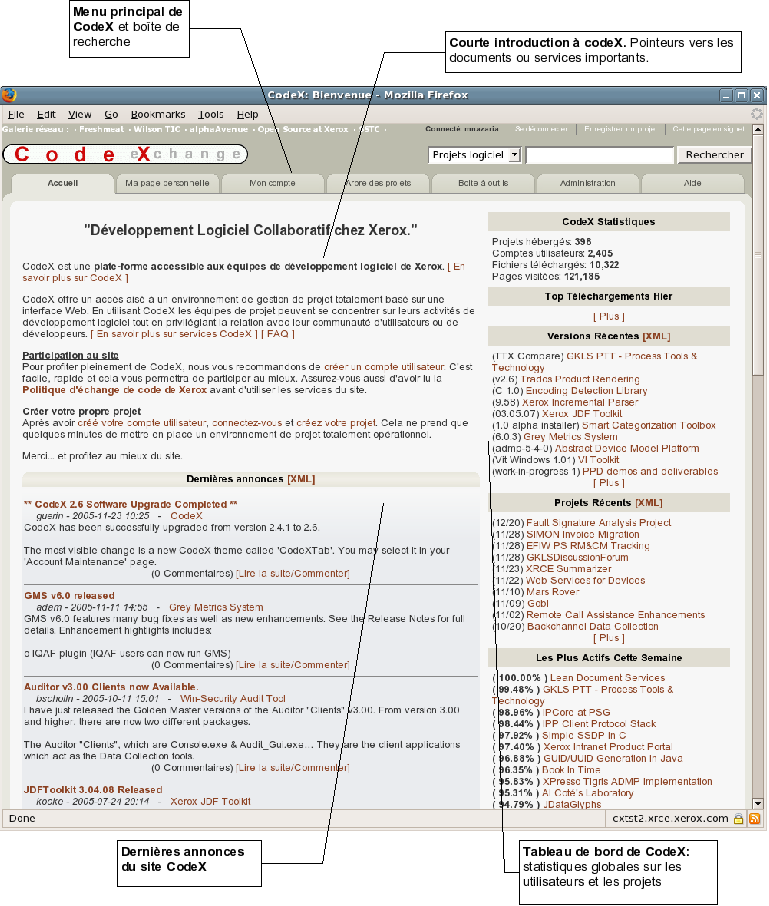 Menu principal de
CodeX et boîte de
recherche
Courte introduction à codeX. Pointeurs vers les
documents ou services importants.
CodeX: Bienvenue - Mozilla Firefox
File Edit View Go Bookmarks Tools Help
Galerie réseau : • Freshmeat • Wilson TIC • alphaAvenue • Open Source at Xerox
Connecté: nnavaria Se déconnecter Enregistrer un projet Cette page en signet
CodeX eXchange
Projets logiciel Rechercher
Accueil Ma page personnelle Mon compte Arbre des projets Boîte à outils Administration Aide
"Développement Logiciel Collaboratif chez Xerox."
CodeX est une plate-forme accessible aux équipes de développement logiciel de Xerox. [ En
savoir plus sur CodeX ]
CodeX offre un accès aisé à un environnement de gestion de projet totalement basé sur une
interface Web. En utilisant CodeX les équipes de projet peuvent se concentrer sur leurs activités de
développement logiciel tout en privilégiant la relation avec leur communauté d'utilisateurs ou de
développeurs. [ En savoir plus sur services CodeX ] [ FAQ ]
Participation au site
Pour profiter pleinement de CodeX, nous vous recommandons de créer un compte utilisateur. C'est
facile, rapide et cela vous permettra de participer au mieux. Assurez-vous aussi d'avoir lu la
Politique d'échange de code de Xerox avant d'utiliser les services du site.
Créer votre propre projet
Après avoir créé votre compte utilisateur, connectez-vous et créez votre projet. Cela ne prend que
quelques minutes de mettre en place un environnement de projet totalement opérationnel.
Merci... et profitez au mieux du site.
Dernières annonces [XML]
** CodeX 2.6 Software Upgrade Completed **
guerin - 2005-11-23 10:25 - CodeX
CodeX has been successfully upgraded from version 2.4.1 to 2.6.
The most visible change is a new CodeX theme called 'CodeXTab'. You may select it in your
'Account Maintenance' page.
(0 Commentaires) [Lire la suite/Commenter]
GMS v6.0 released
adam - 2005-11-11 14:55 - Grey Metrics System
GMS v6.0 features many bug fixes as well as new enhancements. See the Release Notes for full
details. Enhancement highlights include:
o IQAF plugin (IQAF users can now run GMS)
(0 Commentaires) [Lire la suite/Commenter]
Auditor v3.00 Clients now Available.
bscholin - 2005-10-11 15:01 - Win-Security Audit Tool
I have just released the Golden Master versions of the Auditor "Clients" v3.00. From version 3.00
and higher, there are now two different packages.
The Auditor "Clients", which are Console.exe & Audit_Gui.exe... They are the client applications
which act as the Data Collection tools.
(0 Commentaires) [Lire la suite/Commenter]
JDFToolkit 3.04.08 Released
- 2005-07-24 20:14 - Xerox JDF Toolkit
CodeX Statistiques
Projets hébergés: 398
Comptes utilisateurs: 2,405
Fichiers téléchargés: 10,322
Pages visitées: 121,186
Top Téléchargements Hier
[ Plus ]
Versions Récentes [XML]
(TTX Compare) GKLS PTT - Process Tools &
Technology
(v2.6) Trados Product Rendering
(C 1.0) Encoding Detection Library
(9.58) Xerox Incremental Parser
(03.05.07) Xerox JDF Toolkit
(1.0 alpha installer) Smart Categorization Toolbox
(6.0.3) Grey Metrics System
(admp-5-4-0) Abstract Device Model Platform
(Vit Windows 1.01) VI Toolkit
(work-in-progress 1) PPD demos and deliverables
[ Plus ]
Projets Récents [XML]
(12/20) Fault Signature Analysis Project
(11/28) SIMON Invoice Migration
(11/28) EFIW PS RM&CM Tracking
(11/28) GKLSDiscussionForum
(11/23) XRCE Summarizer
(11/22) Web Services for Devices
(11/10) Mars Rover
(11/09) Gobi
(11/02) Remote Call Assistance Enhancements
(10/20) Backchannel Data Collection
[ Plus ]
Les Plus Actifs Cette Semaine
( 100.00% ) Lean Document Services
( 99.48% ) GKLS PTT - Process Tools &
Technology
( 98.96% ) IPCore at PSG
( 98.44% ) IPP Client Protocol Stack
( 97.92% ) Simple SSDP in C
( 97.40% ) Xerox Intranet Product Portal
( 96.88% ) GUID/UUID Generation in Java
( 96.35% ) Book In Time
( 95.83% ) XPresso Tigris ADMP Implementation
( 95.31% ) Al Coté's Laboratory
( 94.79% ) JDataGlyphs
Done cxtst2.xrce.xerox.com
Dernières annonces
du site CodeX
Tableau de bord de CodeX:
statistiques globales sur les
utilisateurs et les projets